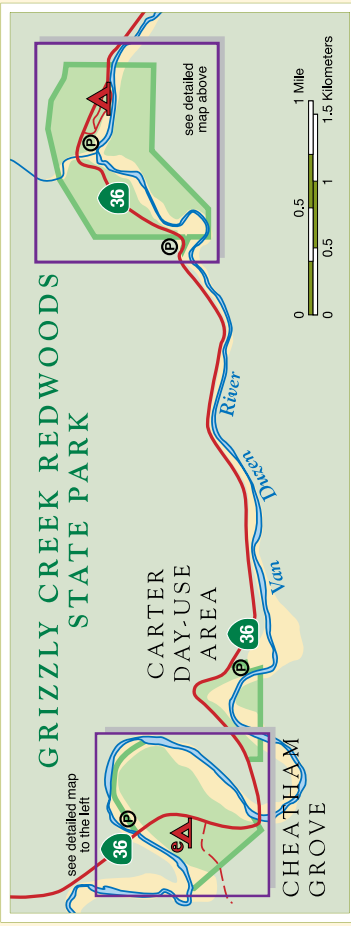 GRIZZLY CREEK REDWOODS
STATE PARK
see detailed map
to the left
36
P
e
CHEATHAM
GROVE
CARTER
DAY-USE
AREA
36
P
Van
Duzen
River
P
36
P
see detailed
map above
0
0.5
1 Mile
0
0.5
1
1.5 Kilometers